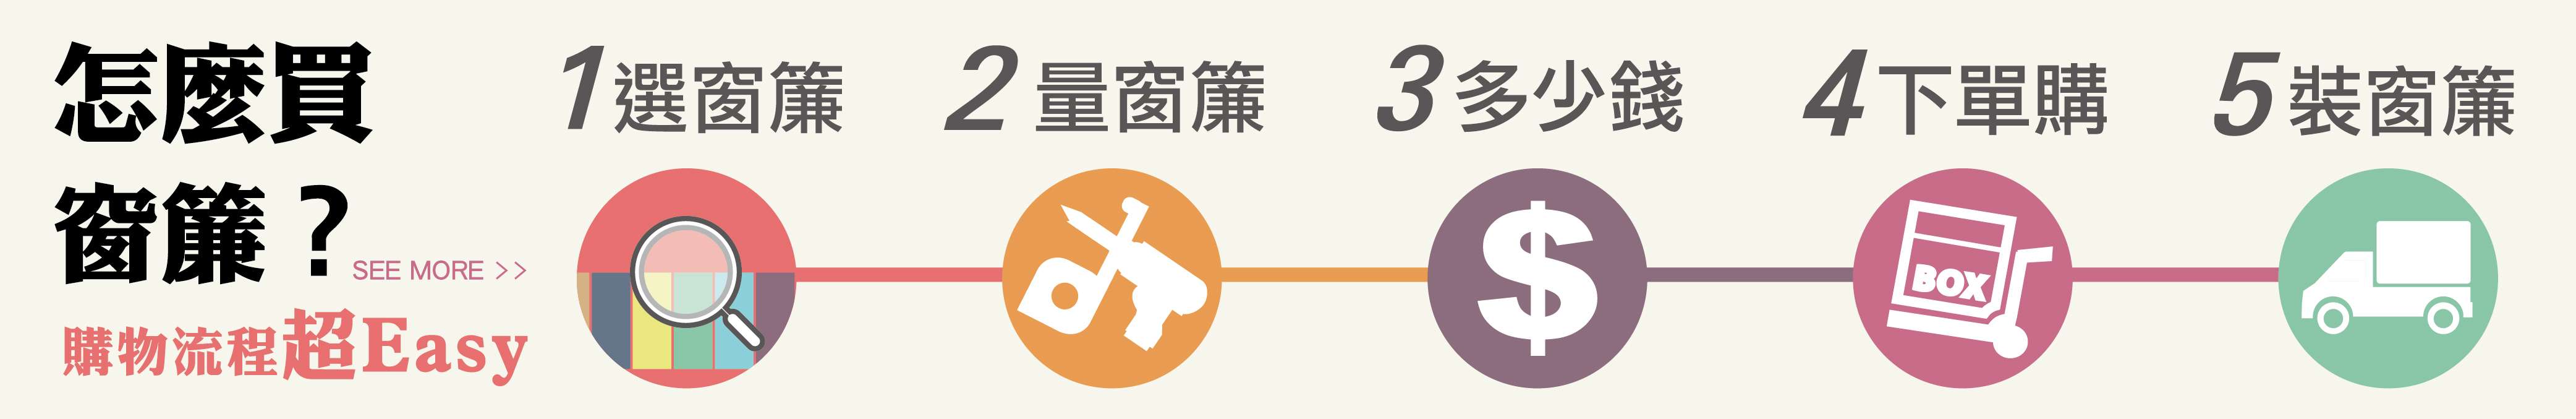 怎麼買
窗簾？
SEE MORE >>
購物流程超Easy
1 選窗簾
2 量窗簾
3 多少錢
4 下單購
5 裝窗簾
$
BOX